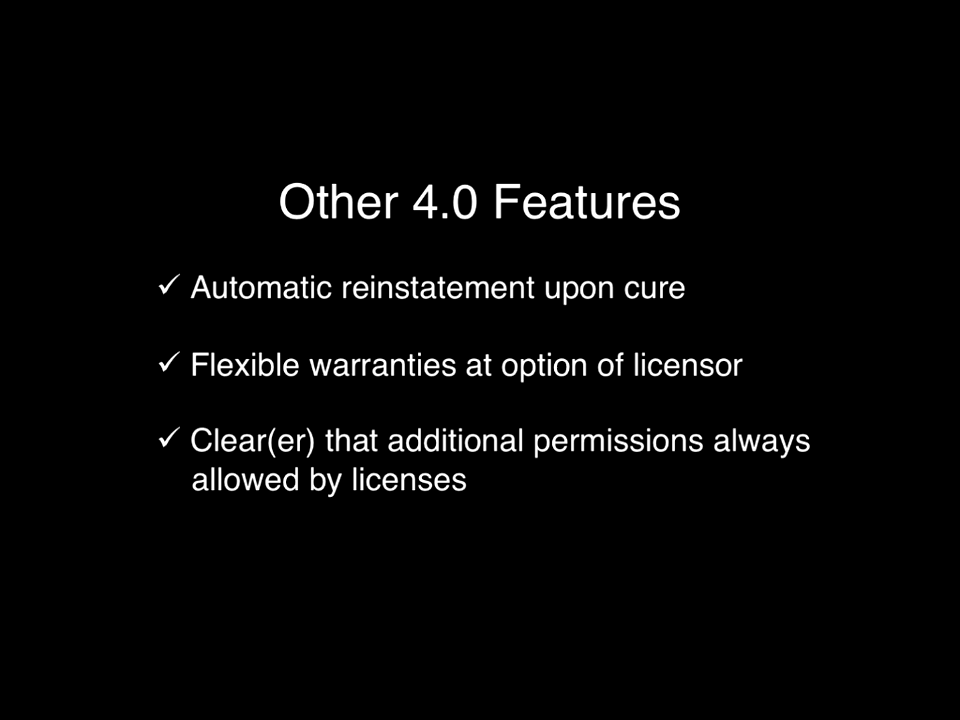 Other 4.0 Features
✓ Automatic reinstatement upon cure
✓ Flexible warranties at option of licensor
✓ Clear(er) that additional permissions always
allowed by licenses